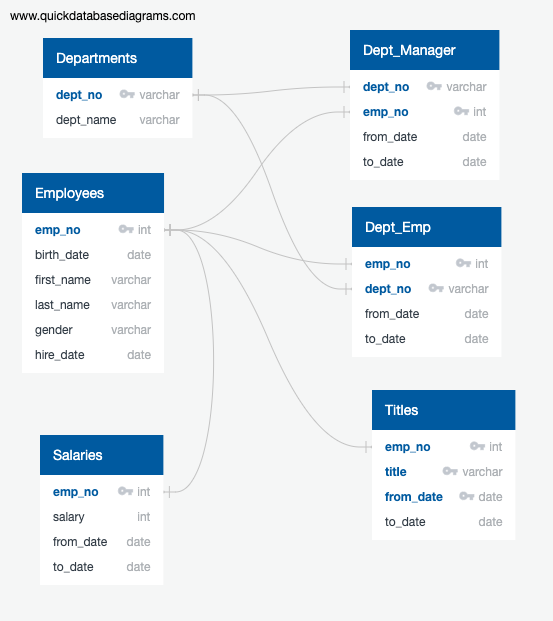 www.quickdatabasediagrams.com
Departments
dept_no varchar
dept_name varchar
Dept_Manager
dept_no varchar
emp_no int
from_date date
to_date date
Employees
emp_no int
birth_date date
first_name varchar
last_name varchar
gender varchar
hire_date date
Dept_Emp
emp_no int
dept_no varchar
from_date date
to_date date
Salaries
emp_no int
salary int
from_date date
to_date date
Titles
emp_no int
title varchar
from_date date
to_date date